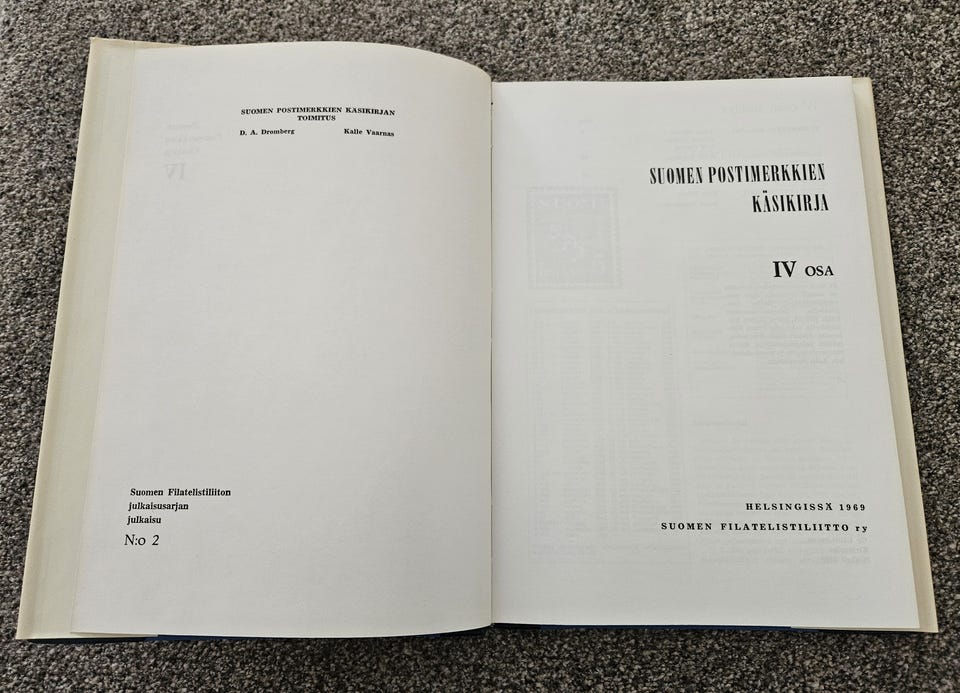 SUOMEN POSTIMERKKIEN KÄSIKIRJAN
TOIMITUS
D. A. Dromberg Kalle Vaarnas
Suomen Filatelistiliiton
julkaisusarjan
julkaisu
N:o 2
SUOMEN POSTIMERKKIEN
KÄSIKIRJA
IV OSA
HELSINGISSÄ 1969
SUOMEN FILATELISTILIITTO ry